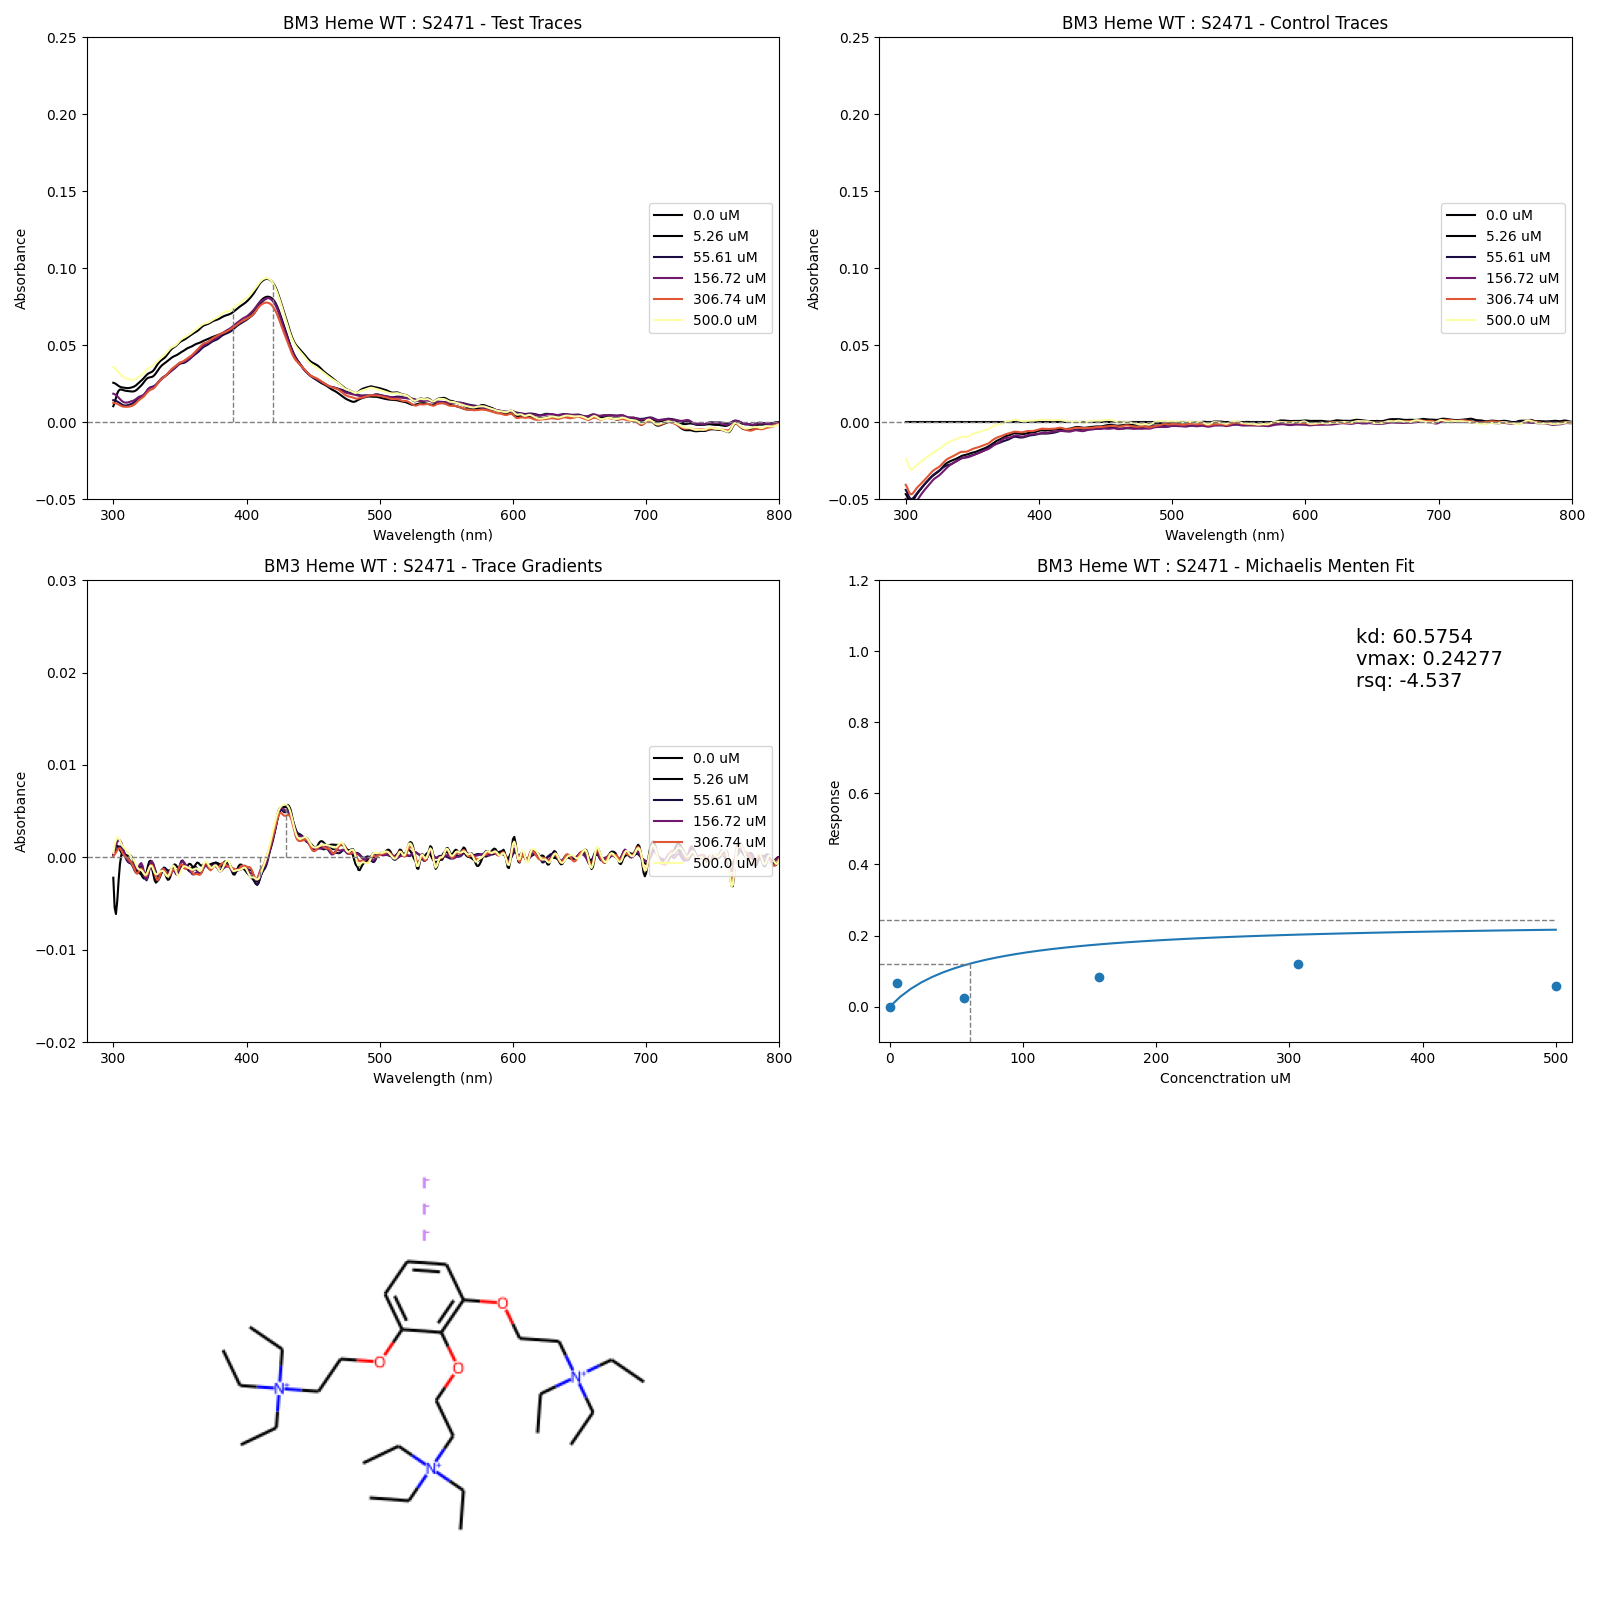 BM3 Heme WT : S2471 - Test Traces
0.25
0.20
0.15
0.10
0.05
0.00
−0.05
Absorbance
300 400 500 600 700 800
Wavelength (nm)
0.0 uM
5.26 uM
55.61 uM
156.72 uM
306.74 uM
500.0 uM
BM3 Heme WT : S2471 - Control Traces
0.25
0.20
0.15
0.10
0.05
0.00
−0.05
Absorbance
300 400 500 600 700 800
Wavelength (nm)
0.0 uM
5.26 uM
55.61 uM
156.72 uM
306.74 uM
500.0 uM
BM3 Heme WT : S2471 - Trace Gradients
0.03
0.02
0.01
0.00
−0.01
−0.02
Absorbance
300 400 500 600 700 800
Wavelength (nm)
0.0 uM
5.26 uM
55.61 uM
156.72 uM
306.74 uM
500.0 uM
BM3 Heme WT : S2471 - Michaelis Menten Fit
1.2
1.0
0.8
0.6
0.4
0.2
0.0
Response
0 100 200 300 400 500
Concenctration uM
kd: 60.5754
vmax: 0.24277
rsq: -4.537
I-
I-
I-
O
O
O
N+
N+
N+